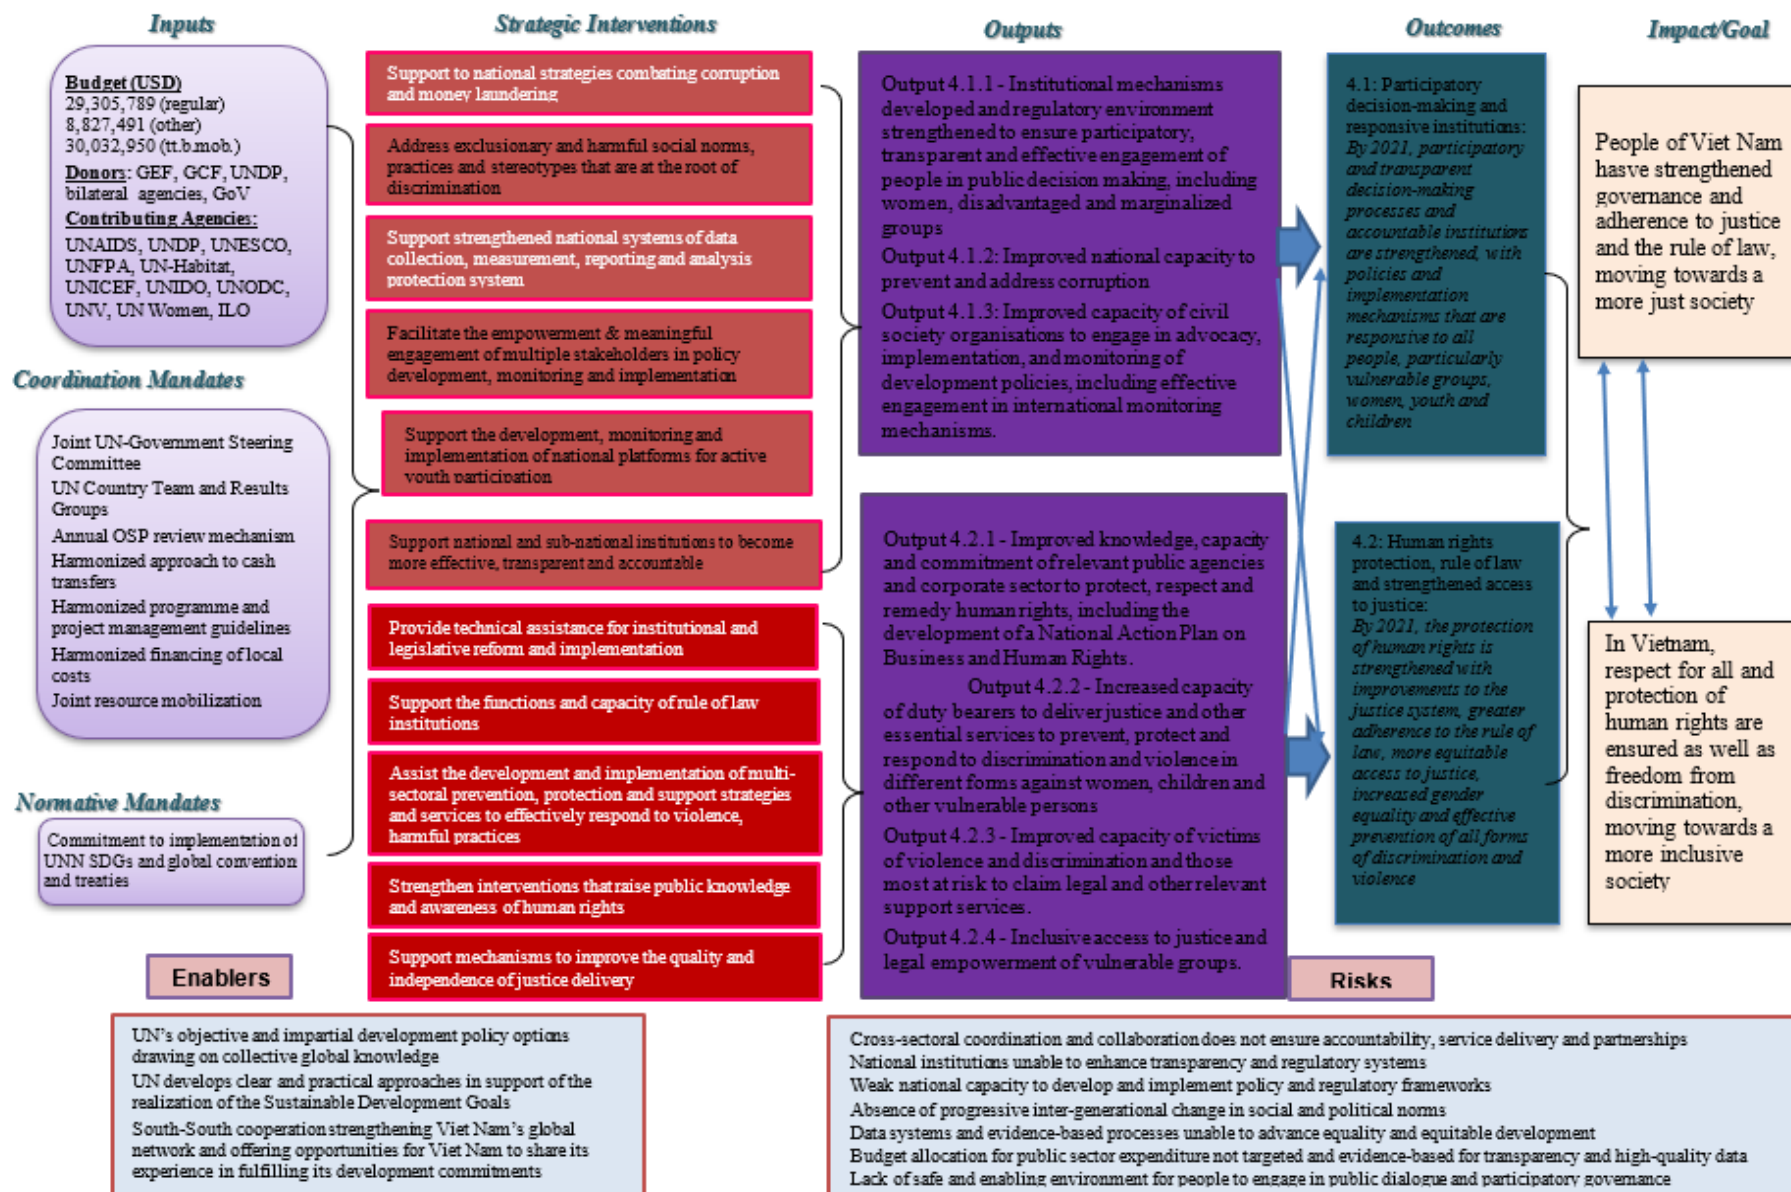 Inputs
Budget (USD)
29,305,789 (regular)
8,827,491 (other)
30,032,950 (tt.b.mob.)
Donors: GEF, GCF, UNDP,
bilateral agencies, GoV
Contributing Agencies:
UNAIDS, UNDP, UNESCO,
UNFPA, UN-Habitat,
UNICEF, UNIDO, UNODC,
UNV, UN Women, ILO
Coordination Mandates
Joint UN-Government Steering
Committee
UN Country Team and Results
Groups
Annual OSP review mechanism
Harmonized approach to cash
transfers
Harmonized programme and
project management guidelines
Harmonized financing of local
costs
Joint resource mobilization
Normative Mandates
Commitment to implementation of
UNN SDGs and global convention
and treaties
Strategic Interventions
Support to national strategies combating corruption
and money laundering
Address exclusionary and harmful social norms,
practices and stereotypes that are at the root of
discrimination
Support strengthened national systems of data
collection, measurement, reporting and analysis
protection system
Facilitate the empowerment & meaningful
engagement of multiple stakeholders in policy
development, monitoring and implementation
Support the development, monitoring and
implementation of national platforms for active
youth participation
Support national and sub-national institutions to become
more effective, transparent and accountable
Provide technical assistance for institutional and
legislative reform and implementation
Support the functions and capacity of rule of law
institutions
Assist the development and implementation of multi-
sectoral prevention, protection and support strategies
and services to effectively respond to violence,
harmful practices
Strengthen interventions that raise public knowledge
and awareness of human rights
Support mechanisms to improve the quality and
independence of justice delivery
Outputs
Output 4.1.1 - Institutional mechanisms
developed and regulatory environment
strengthened to ensure participatory,
transparent and effective engagement of
people in public decision making, including
women, disadvantaged and marginalized
groups
Output 4.1.2: Improved national capacity to
prevent and address corruption
Output 4.1.3: Improved capacity of civil
society organisations to engage in advocacy,
implementation, and monitoring of
development policies, including effective
engagement in international monitoring
mechanisms.
Output 4.2.1 - Improved knowledge, capacity
and commitment of relevant public agencies
and corporate sector to protect, respect and
remedy human rights, including the
development of a National Action Plan on
Business and Human Rights.
Output 4.2.2 - Increased capacity
of duty bearers to deliver justice and other
essential services to prevent, protect and
respond to discrimination and violence in
different forms against women, children and
other vulnerable persons
Output 4.2.3 - Improved capacity of victims
of violence and discrimination and those
most at risk to claim legal and other relevant
support services.
Output 4.2.4 - Inclusive access to justice and
legal empowerment of vulnerable groups.
Outcomes
4.1: Participatory
decision-making and
responsive institutions:
By 2021, participatory
and transparent
decision-making
processes and
accountable institutions
are strengthened, with
policies and
implementation
mechanisms that are
responsive to all
people, particularly
vulnerable groups,
women, youth and
children
4.2: Human rights
protection, rule of law
and strengthened access
to justice:
By 2021, the protection
of human rights is
strengthened with
improvements to the
justice system, greater
adherence to the rule of
law, more equitable
access to justice,
increased gender
equality and effective
prevention of all forms
of discrimination and
violence
Impact/Goal
People of Viet Nam
hasve strengthened
governance and
adherence to justice
and the rule of law,
moving towards a
more just society
In Vietnam,
respect for all and
protection of
human rights are
ensured as well as
freedom from
discrimination,
moving towards a
more inclusive
society
Enablers
UN's objective and impartial development policy options
drawing on collective global knowledge
UN develops clear and practical approaches in support of the
realization of the Sustainable Development Goals
South-South cooperation strengthening Viet Nam's global
network and offering opportunities for Viet Nam to share its
experience in fulfilling its development commitments
Risks
Cross-sectoral coordination and collaboration does not ensure accountability, service delivery and partnerships
National institutions unable to enhance transparency and regulatory systems
Weak national capacity to develop and implement policy and regulatory frameworks
Absence of progressive inter-generational change in social and political norms
Data systems and evidence-based processes unable to advance equality and equitable development
Budget allocation for public sector expenditure not targeted and evidence-based for transparency and high-quality data
Lack of safe and enabling environment for people to engage in public dialogue and participatory governance